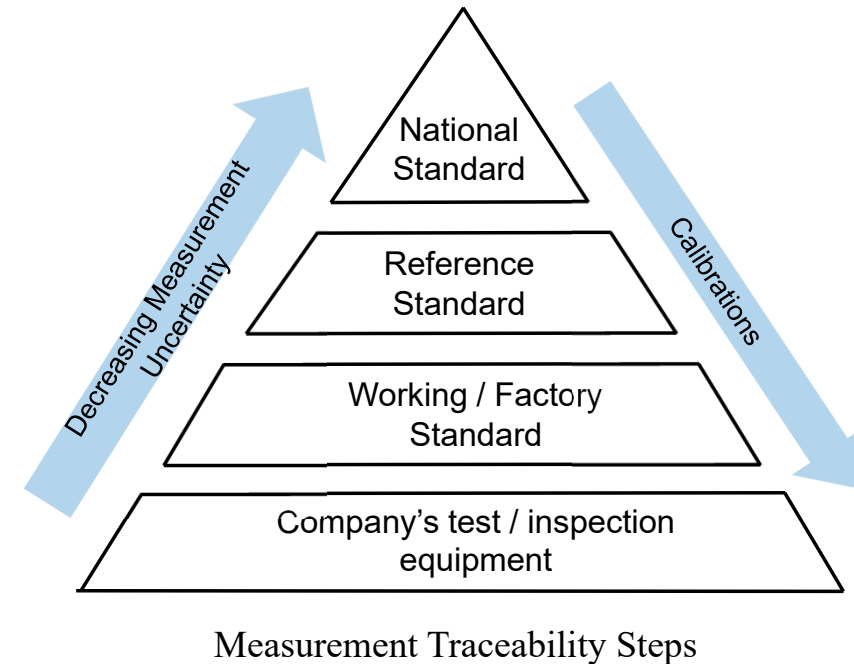 National
Standard
Decreasing Measurement
Uncertainty
Calibrations
Reference
Standard
Working / Factory
Standard
Company’s test / inspection
equipment
Measurement Traceability Steps